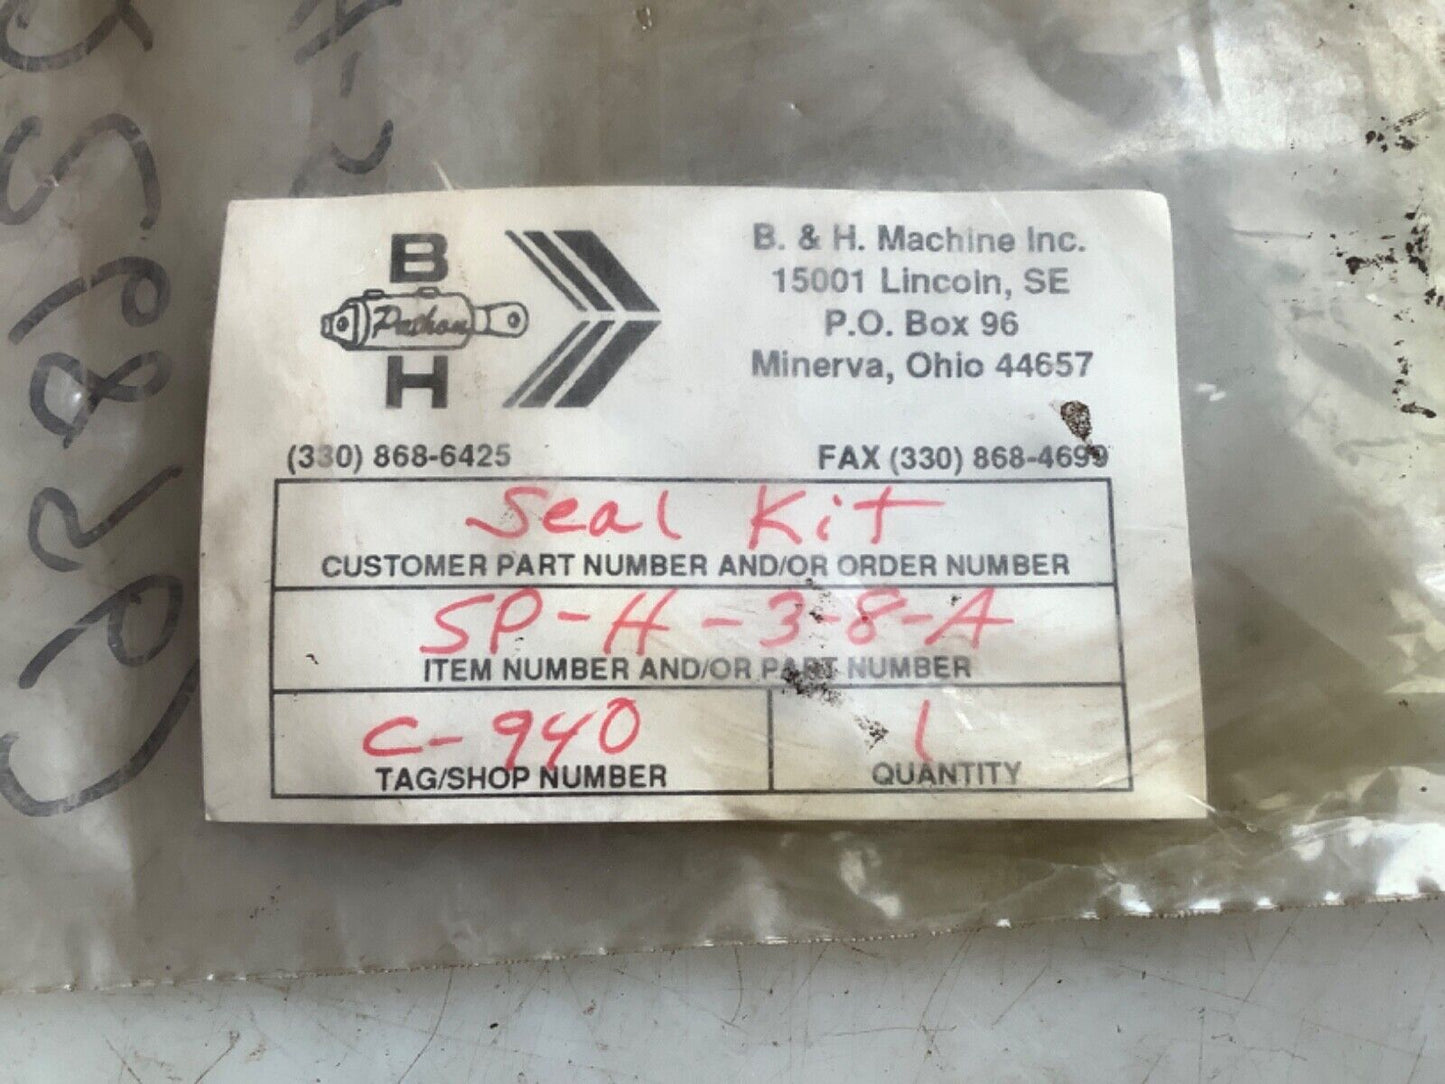 B
Pathon
H
B. & H. Machine Inc.
15001 Lincoln, SE
P.O. Box 96
Minerva, Ohio 44657
(330) 868-6425
FAX (330) 868-4699
Seal Kit
CUSTOMER PART NUMBER AND/OR ORDER NUMBER
SP-H-3-8-A
ITEM NUMBER AND/OR PART NUMBER
C-940
TAG/SHOP NUMBER
1
QUANTITY